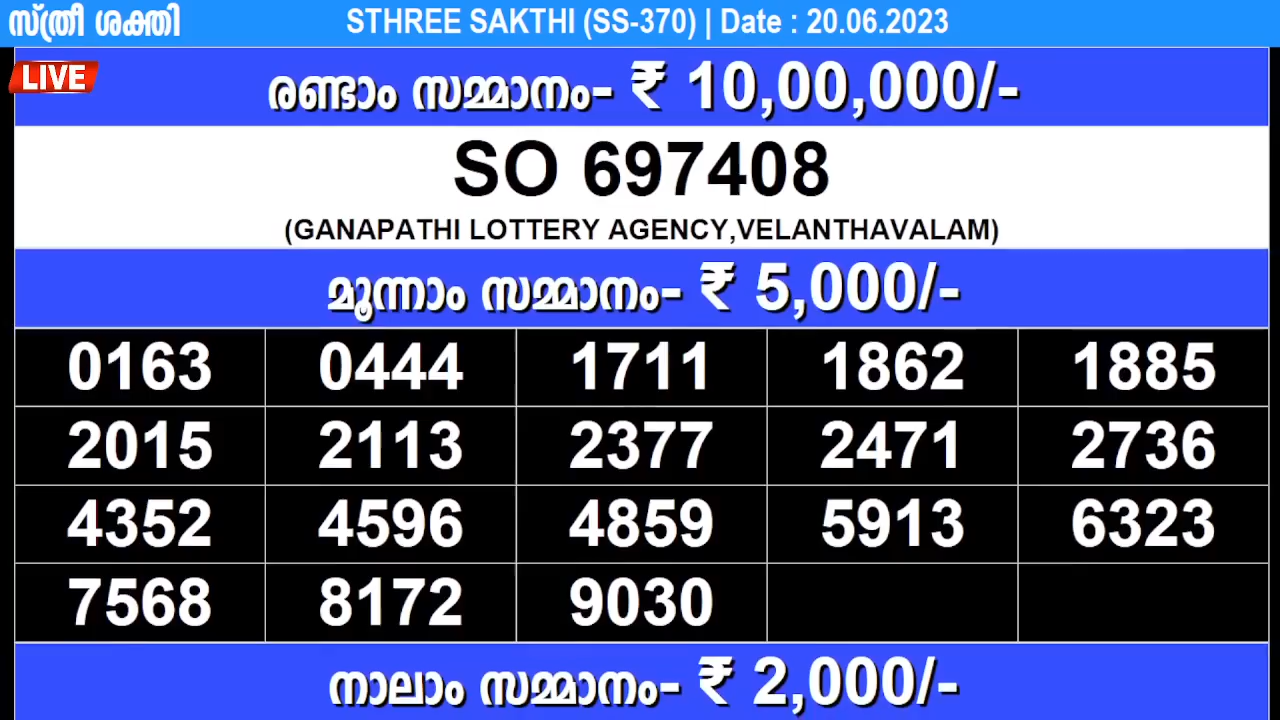 സ്ത്രീ ശക്തി STHREE SAKTHI (SS-370) | Date : 20.06.2023
LIVE
രണ്ടാം സമ്മാനം- ₹ 10,00,000/-
SO 697408
(GANAPATHI LOTTERY AGENCY,VELANTHAVALAM)
മൂന്നാം സമ്മാനം- ₹ 5,000/-
0163 0444 1711 1862 1885
2015 2113 2377 2471 2736
4352 4596 4859 5913 6323
7568 8172 9030
നാലാം സമ്മാനം- ₹ 2,000/-